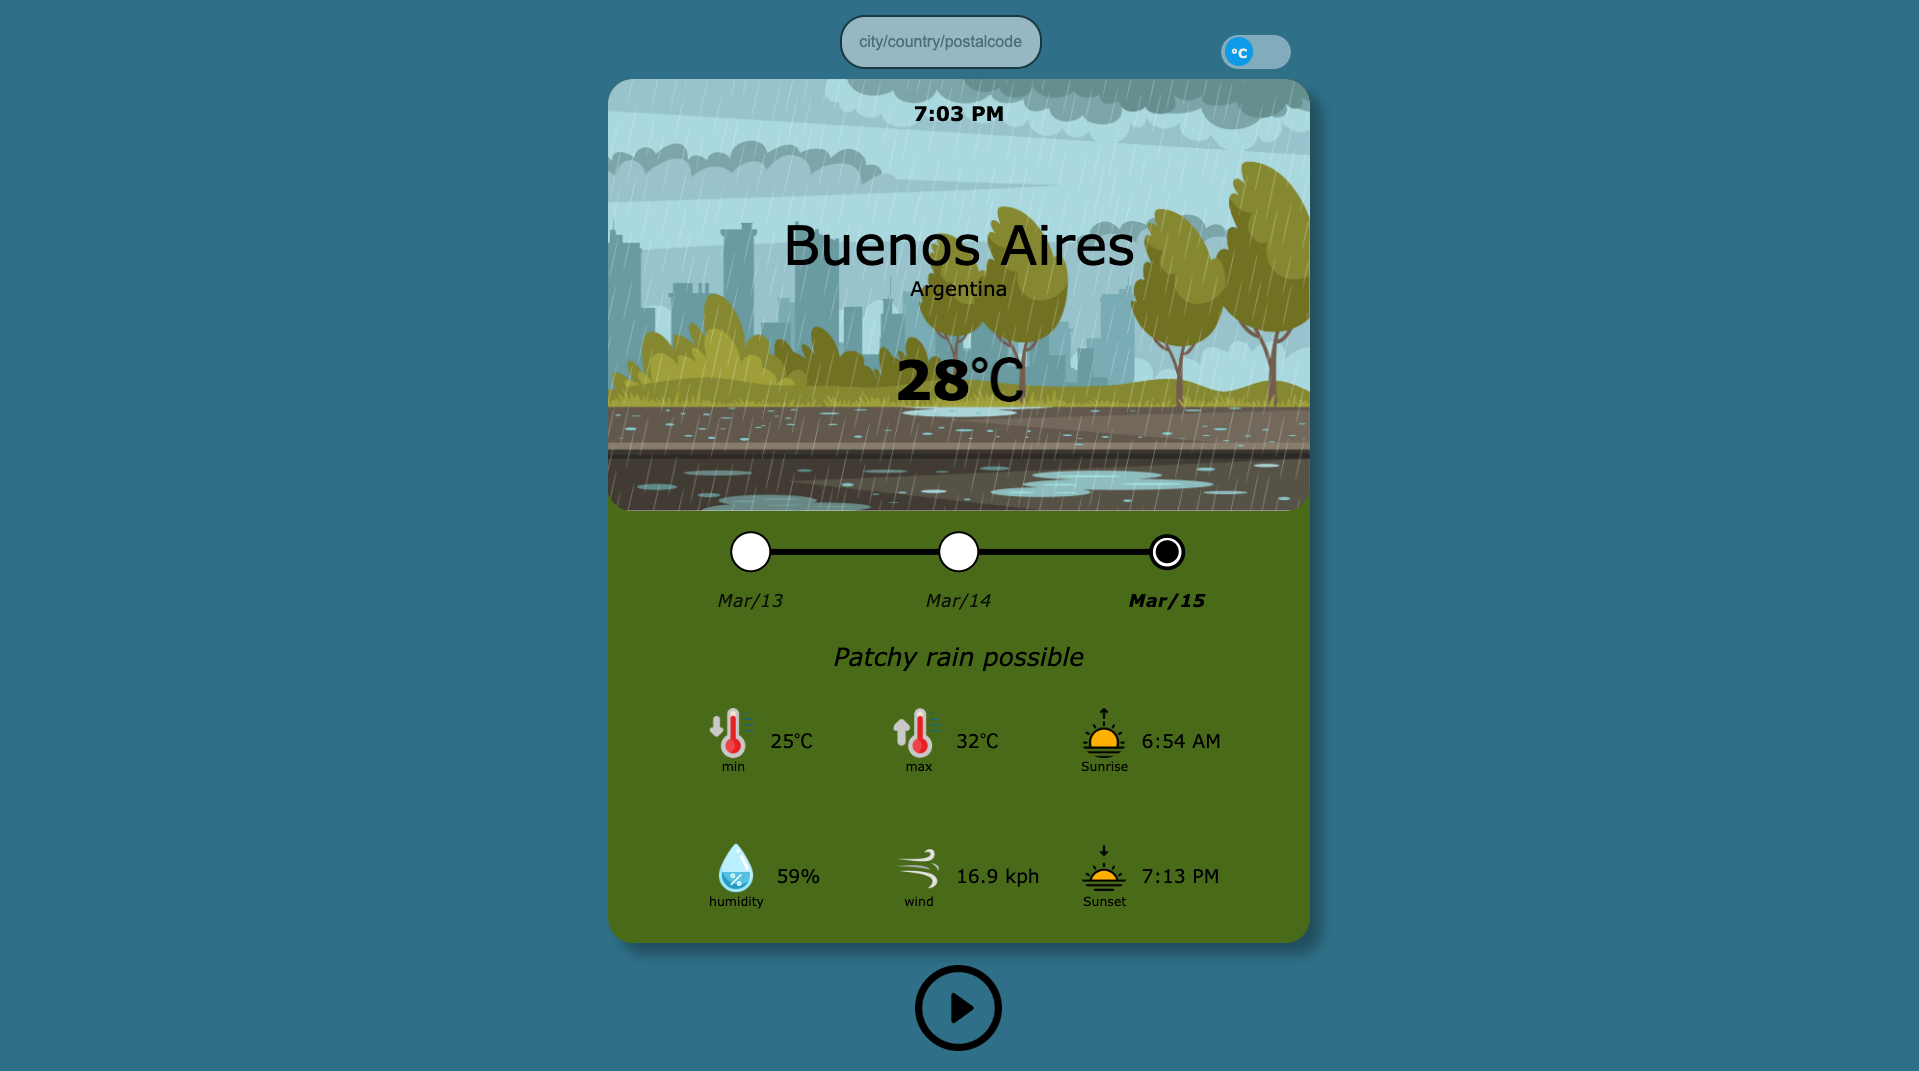 city/country/postalcode
°C
7:03 PM
Buenos Aires
Argentina
28°C
Mar/13 Mar/14 Mar/15
Patchy rain possible
25°C 32°C 6:54 AM
min max Sunrise
59% 16.9 kph 7:13 PM
humidity wind Sunset